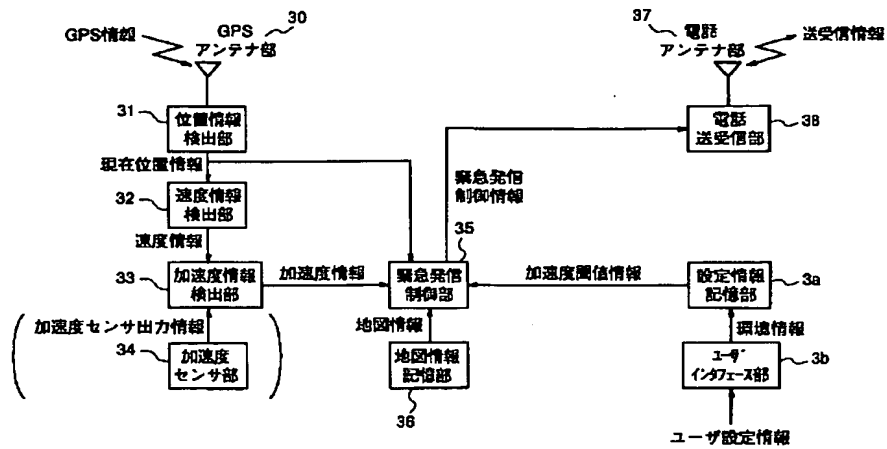 GPS情報
GPS
アンテナ部
30
37
電話
アンテナ部
送受信情報
31
位置情報
検出部
電話
送受信部
38
現在位置情報
緊急発信
制御情報
32
速度情報
検出部
速度情報
35
33
加速度情報
検出部
加速度情報
緊急発信
制御部
加速度閾値情報
設定情報
記憶部
3a
加速度センサ出力情報
地図情報
環境情報
34
加速度
センサ部
地図情報
記憶部
36
ユーザ
インタフェース部
3b
ユーザ設定情報